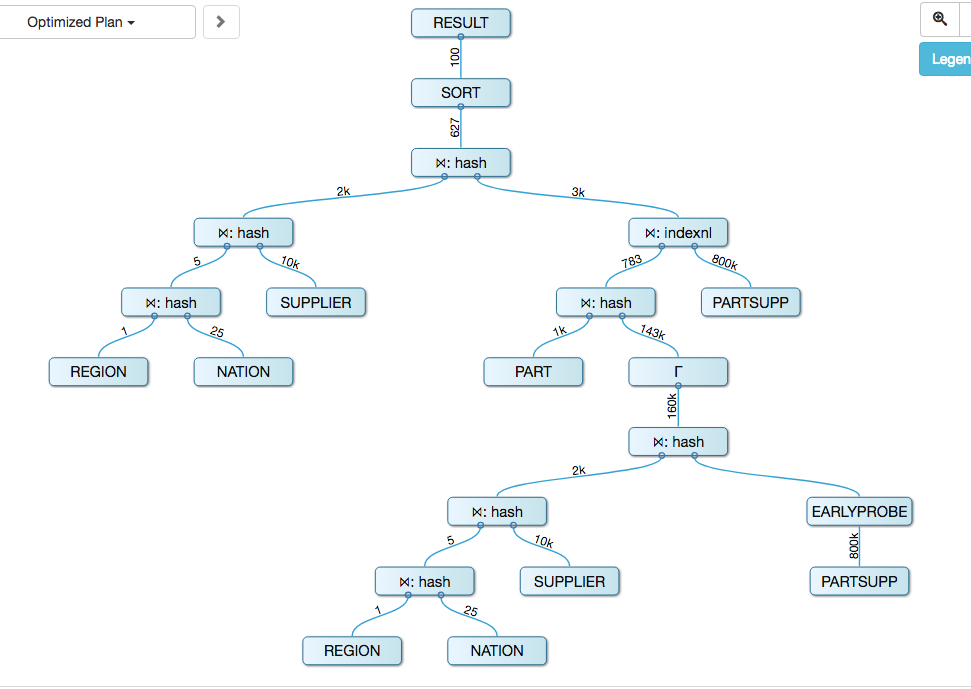 Optimized Plan
RESULT
Legen
100
SORT
627
⋈: hash
2k 3k
⋈: hash ⋈: indexnl
5 10k 783 800k
⋈: hash SUPPLIER ⋈: hash PARTSUPP
1 25 1k 143k
REGION NATION PART Γ
160k
⋈: hash
2k
⋈: hash EARLYPROBE
5 10k 800k
⋈: hash SUPPLIER PARTSUPP
1 25
REGION NATION